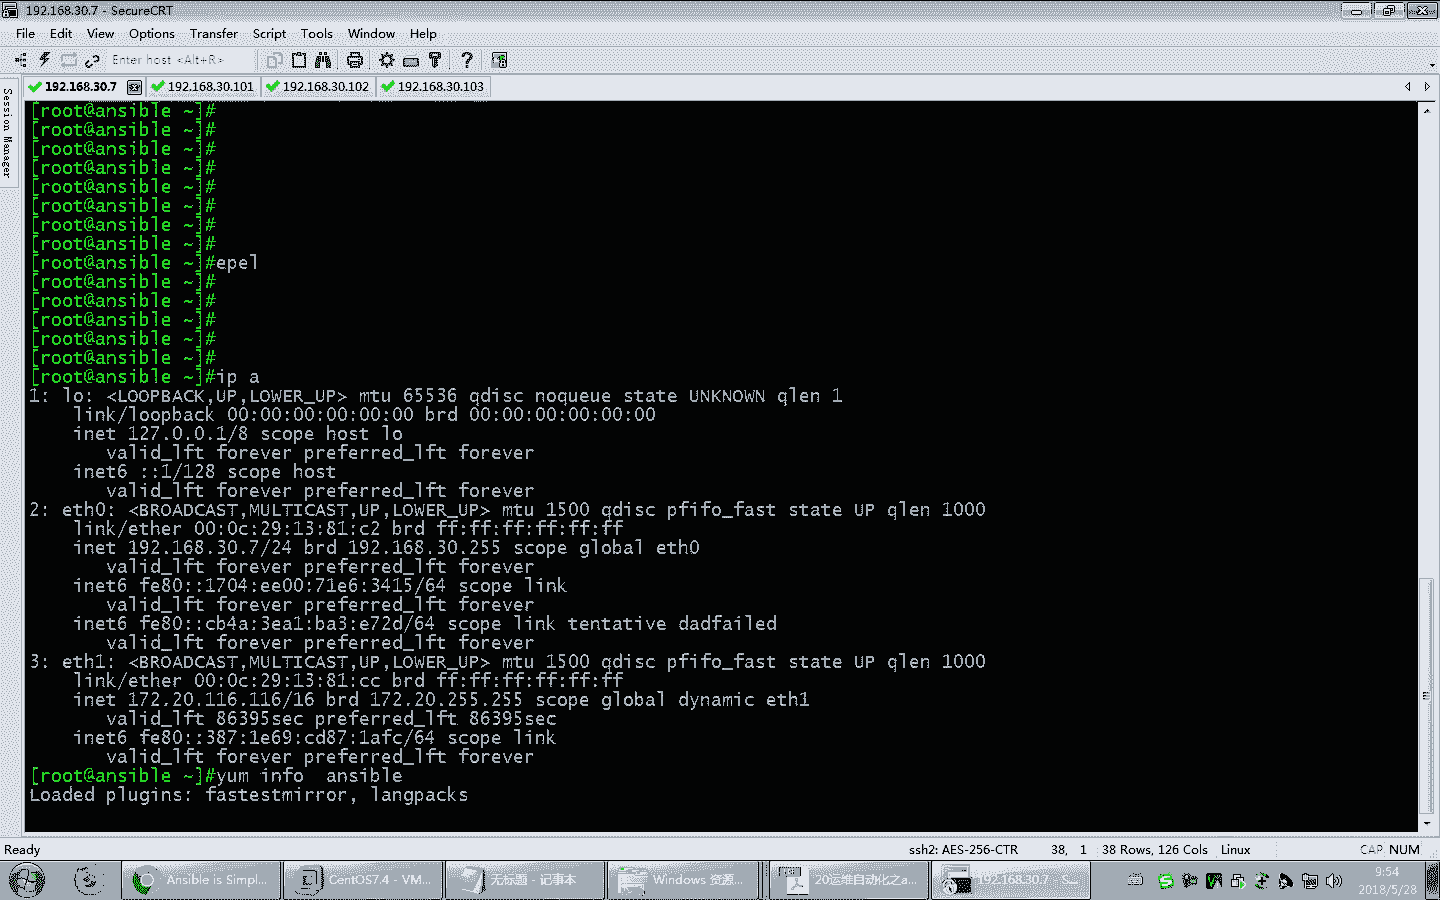 192.168.30.7 - SecureCRT
File Edit View Options Transfer Script Tools Window Help
Enter host <Alt+R>
192.168.30.7 192.168.30.101 192.168.30.102 192.168.30.103
Session Manager
[root@ansible ~]#
[root@ansible ~]#
[root@ansible ~]#
[root@ansible ~]#
[root@ansible ~]#
[root@ansible ~]#
[root@ansible ~]#
[root@ansible ~]#
[root@ansible ~]#epel
[root@ansible ~]#
[root@ansible ~]#
[root@ansible ~]#
[root@ansible ~]#
[root@ansible ~]#
[root@ansible ~]#ip a
1: lo: <LOOPBACK,UP,LOWER_UP> mtu 65536 qdisc noqueue state UNKNOWN qlen 1
link/loopback 00:00:00:00:00:00 brd 00:00:00:00:00:00
inet 127.0.0.1/8 scope host lo
valid_lft forever preferred_lft forever
inet6 ::1/128 scope host
valid_lft forever preferred_lft forever
2: eth0: <BROADCAST,MULTICAST,UP,LOWER_UP> mtu 1500 qdisc pfifo_fast state UP qlen 1000
link/ether 00:0c:29:13:81:c2 brd ff:ff:ff:ff:ff:ff
inet 192.168.30.7/24 brd 192.168.30.255 scope global eth0
valid_lft forever preferred_lft forever
inet6 fe80::1704:ee00:71e6:3415/64 scope link
valid_lft forever preferred_lft forever
inet6 fe80::cb4a:3ea1:ba3:e72d/64 scope link tentative dadfailed
valid_lft forever preferred_lft forever
3: eth1: <BROADCAST,MULTICAST,UP,LOWER_UP> mtu 1500 qdisc pfifo_fast state UP qlen 1000
link/ether 00:0c:29:13:81:cc brd ff:ff:ff:ff:ff:ff
inet 172.20.116.116/16 brd 172.20.255.255 scope global dynamic eth1
valid_lft 86395sec preferred_lft 86395sec
inet6 fe80::387:1e69:cd87:1afc/64 scope link
valid_lft forever preferred_lft forever
[root@ansible ~]#yum info  ansible
Loaded plugins: fastestmirror, langpacks
Ready ssh2: AES-256-CTR 38, 1 38 Rows, 126 Cols Linux CAP NUM
Ansible is Simpl... CentOS7.4 - VM... 无标题 - 记事本 Windows 资源... 20运维自动化之a... 192.168.30.7 - S... 9:54
2018/5/28